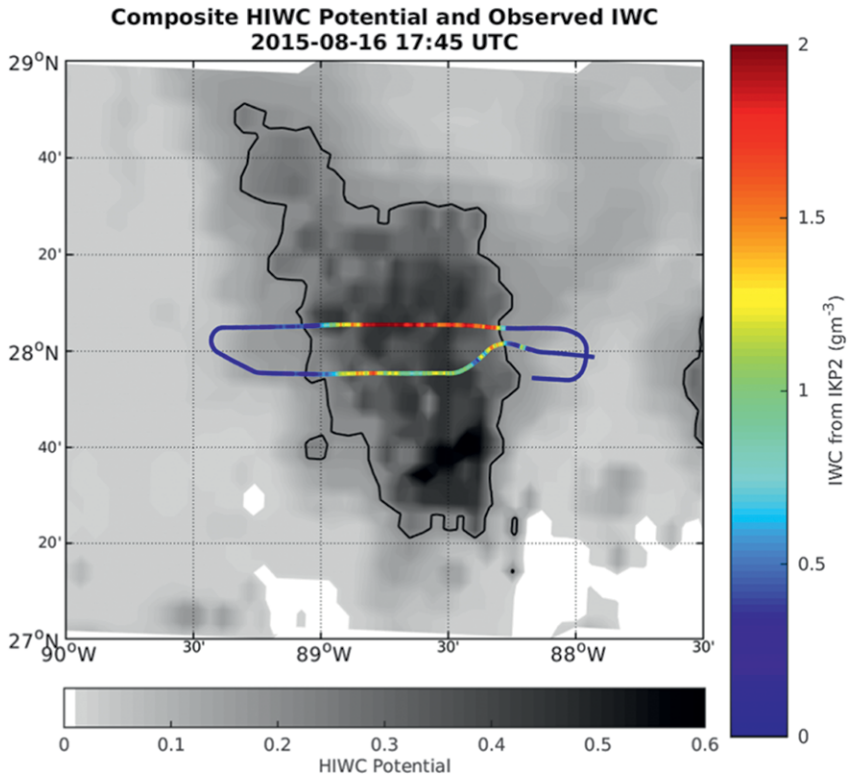 Composite HIWC Potential and Observed IWC
2015-08-16 17:45 UTC
29°N
40'
20'
28°N
40'
20'
27°N
90°W
30'
89°W
30'
88°W
30'
0
0.1
0.2
0.3
0.4
0.5
0.6
HIWC Potential
2
1.5
1
0.5
0
IWC from IKP2 (gm⁻³)